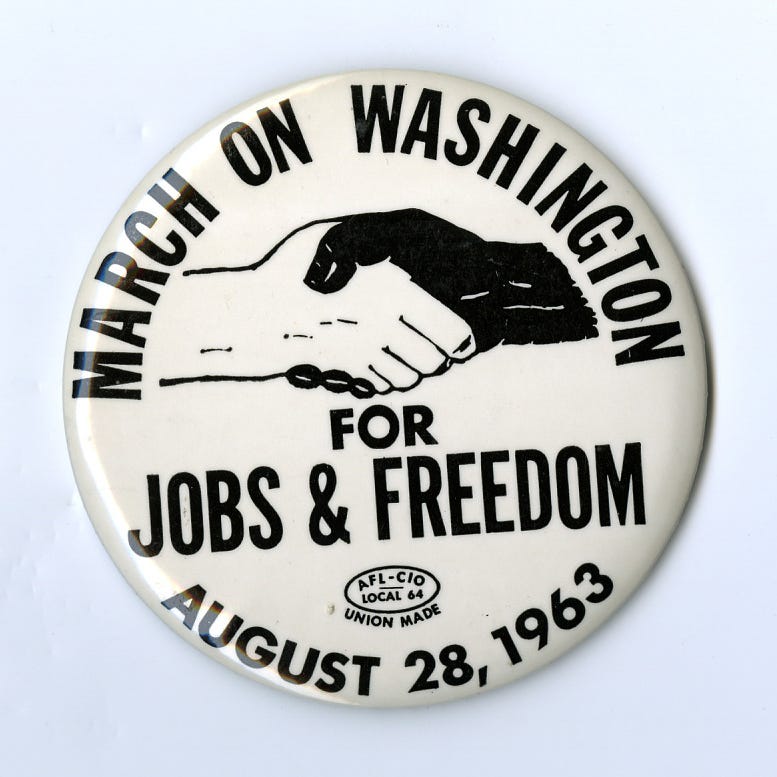 MARCH ON WASHINGTON
FOR
JOBS & FREEDOM
AFL-CIO
LOCAL 64
UNION MADE
AUGUST 28, 1963